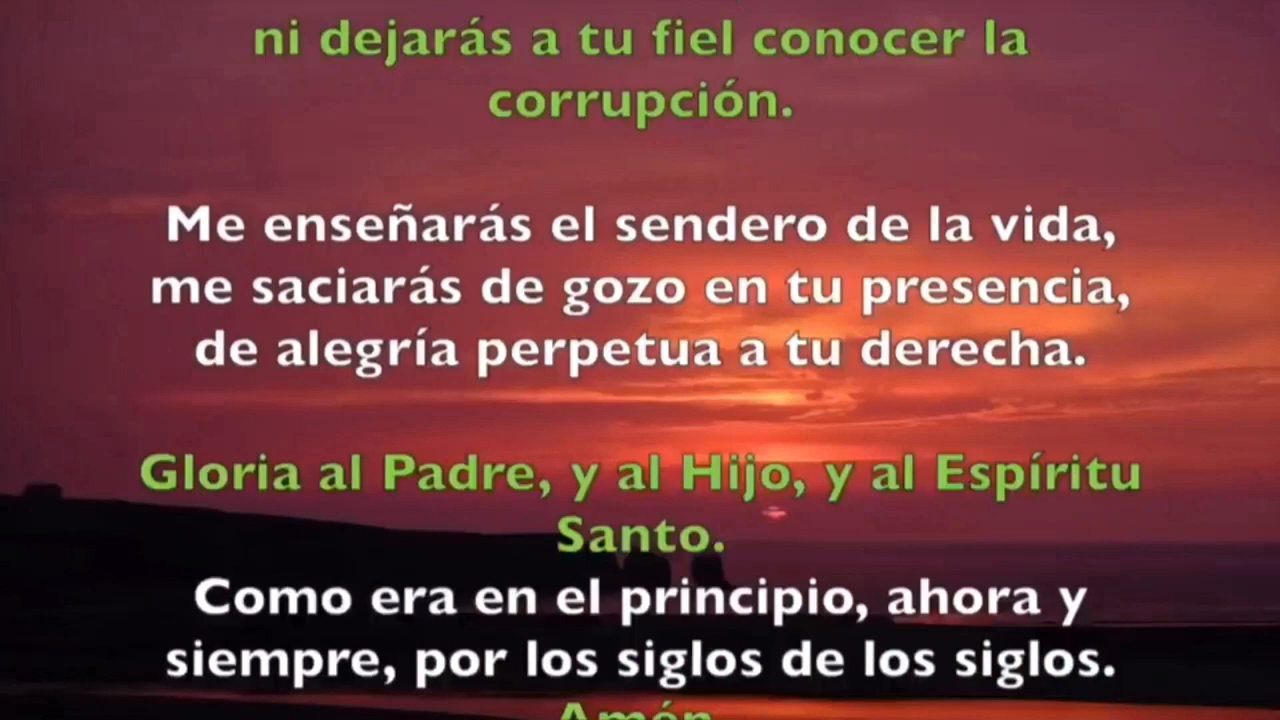 ni dejarás a tu fiel conocer la
corrupción.
Me enseñarás el sendero de la vida,
me saciarás de gozo en tu presencia,
de alegría perpetua a tu derecha.
Gloria al Padre, y al Hijo, y al Espíritu
Santo.
Como era en el principio, ahora y
siempre, por los siglos de los siglos.
Amén.